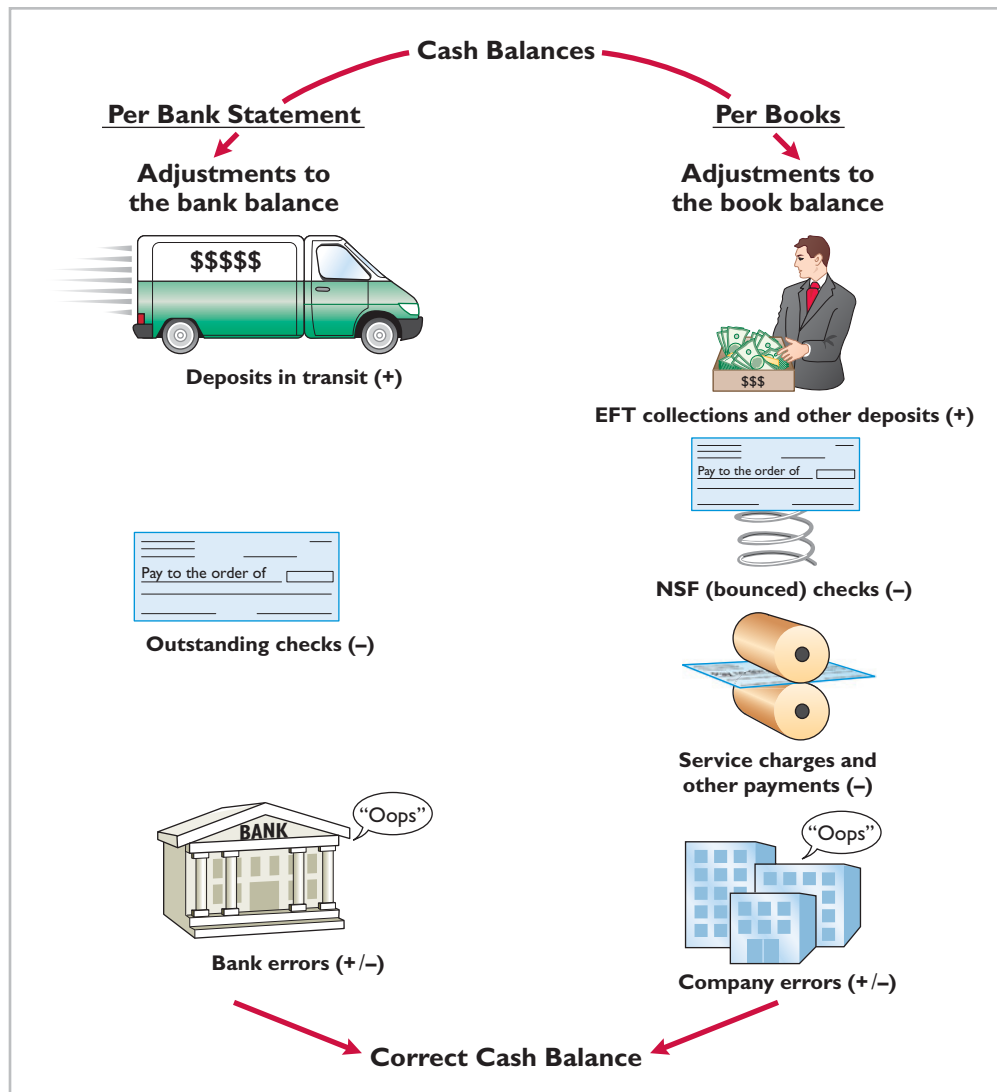 Cash Balances
Per Bank Statement
Adjustments to
the bank balance
$$$$$
Deposits in transit (+)
Pay to the order of
Outstanding checks (–)
BANK
“Oops”
Bank errors (+/–)
Per Books
Adjustments to
the book balance
$$$
EFT collections and other deposits (+)
Pay to the order of
NSF (bounced) checks (–)
Service charges and
other payments (–)
“Oops”
Company errors (+/–)
Correct Cash Balance